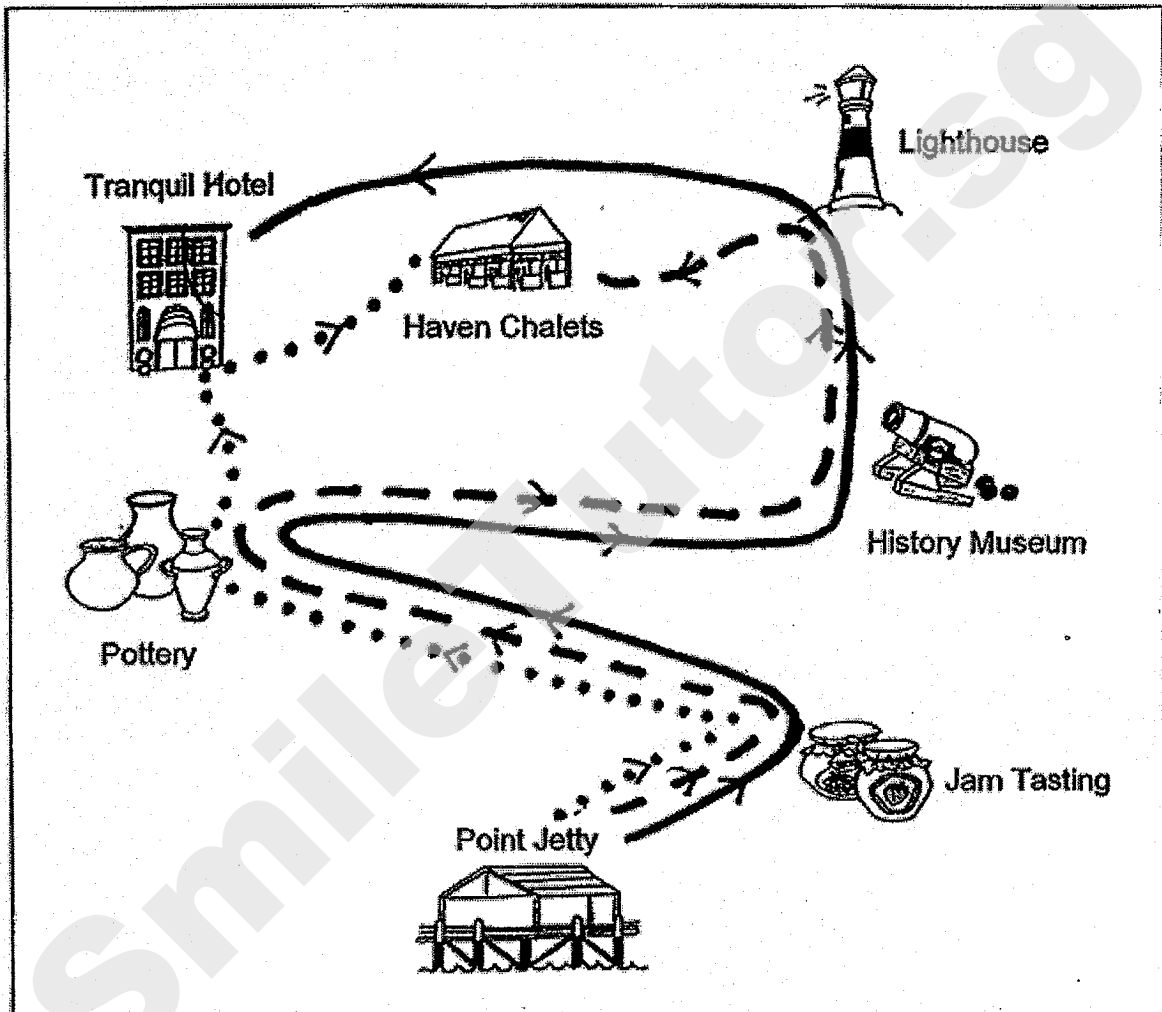 Lighthouse
Tranquil Hotel
Haven Chalets
History Museum
Pottery
Jam Tasting
Point Jetty
SmileTutor.sg